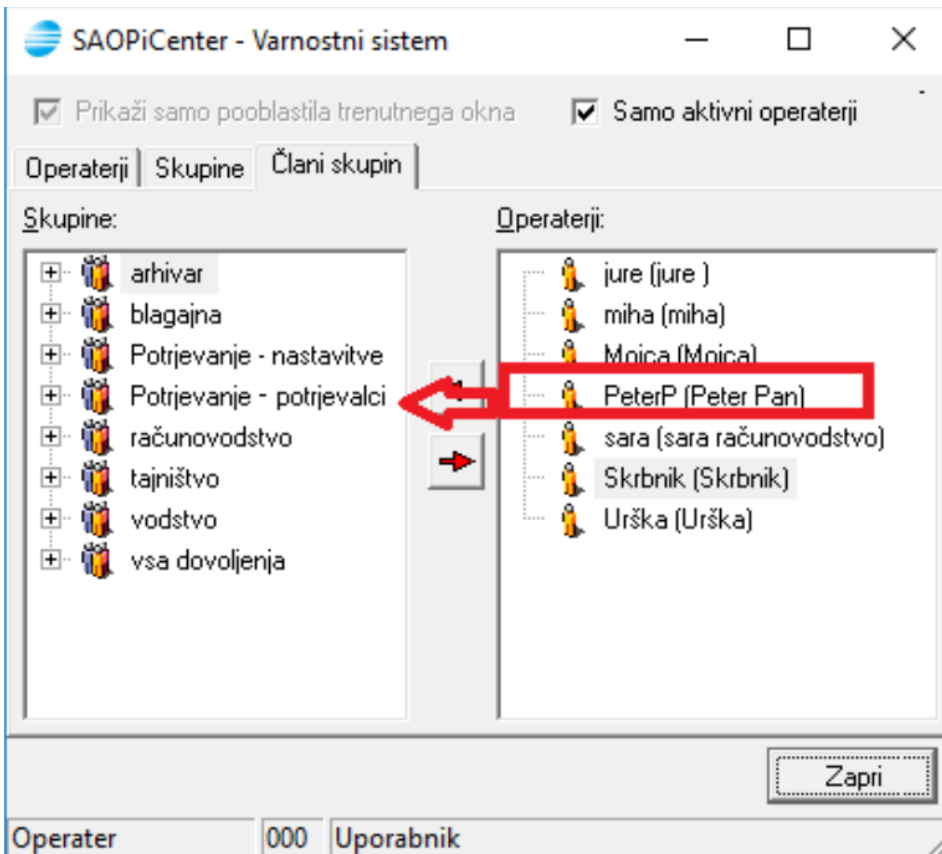 SAOPiCenter - Varnostni sistem
Prikaži samo pooblastila trenutnega okna
Samo aktivni operaterji
Operaterji
Skupine
Člani skupin
Skupine:
arhivar
blagajna
Potrjevanje - nastavitve
Potrjevanje - potrjevalci
računovodstvo
tajništvo
vodstvo
vsa dovoljenja
Operaterji:
jure (jure )
miha (miha)
Mojca (Mojca)
PeterP (Peter Pan)
sara (sara računovodstvo)
Skrbnik (Skrbnik)
Urška (Urška)
Zapri
Operater
000
Uporabnik